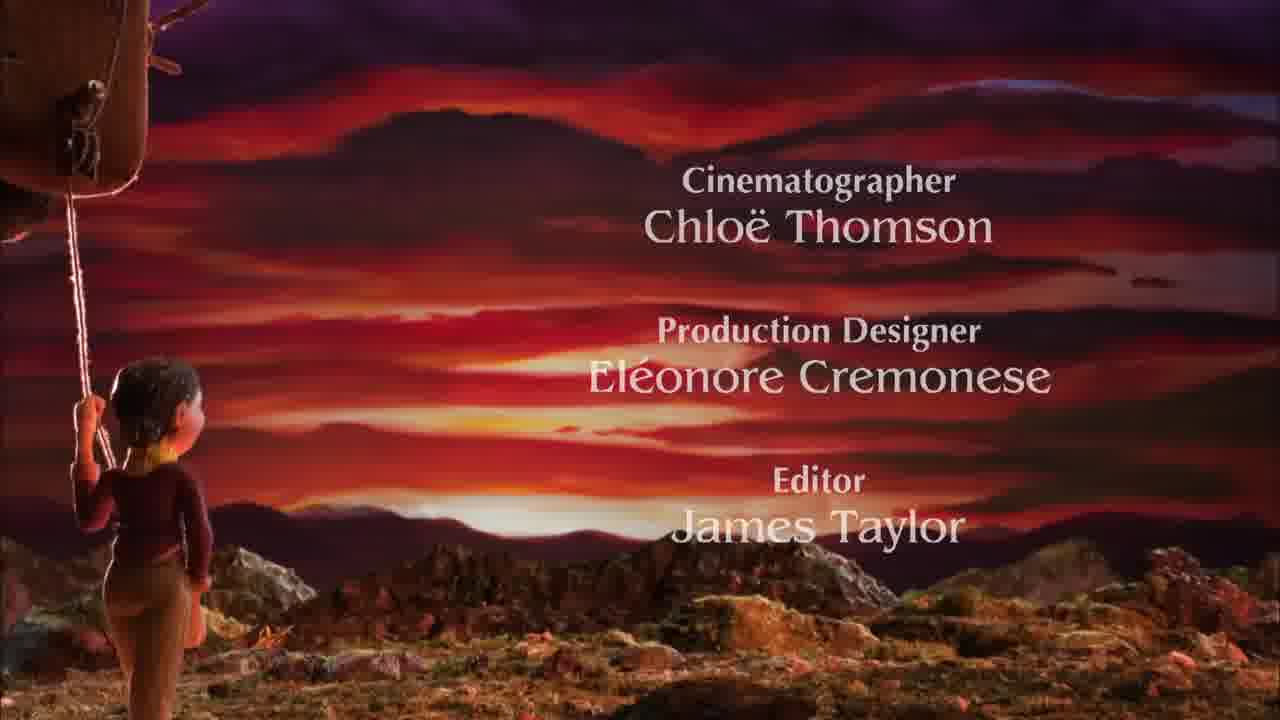 Cinematographer
Chloë Thomson
Production Designer
Eléonore Cremonese
Editor
James Taylor